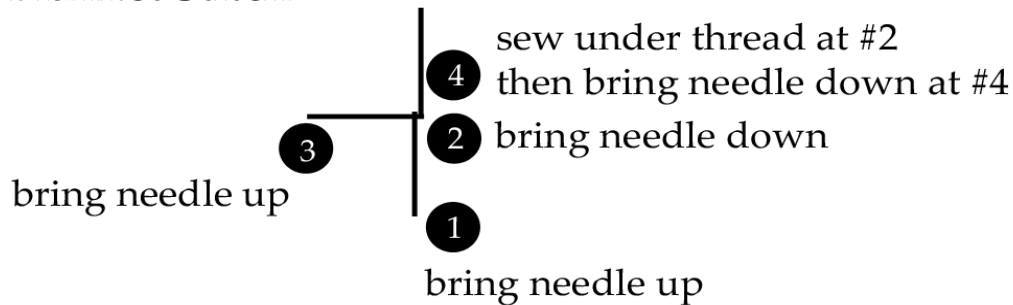 sew under thread at #2
4 then bring needle down at #4
2 bring needle down
3
bring needle up
1
bring needle up